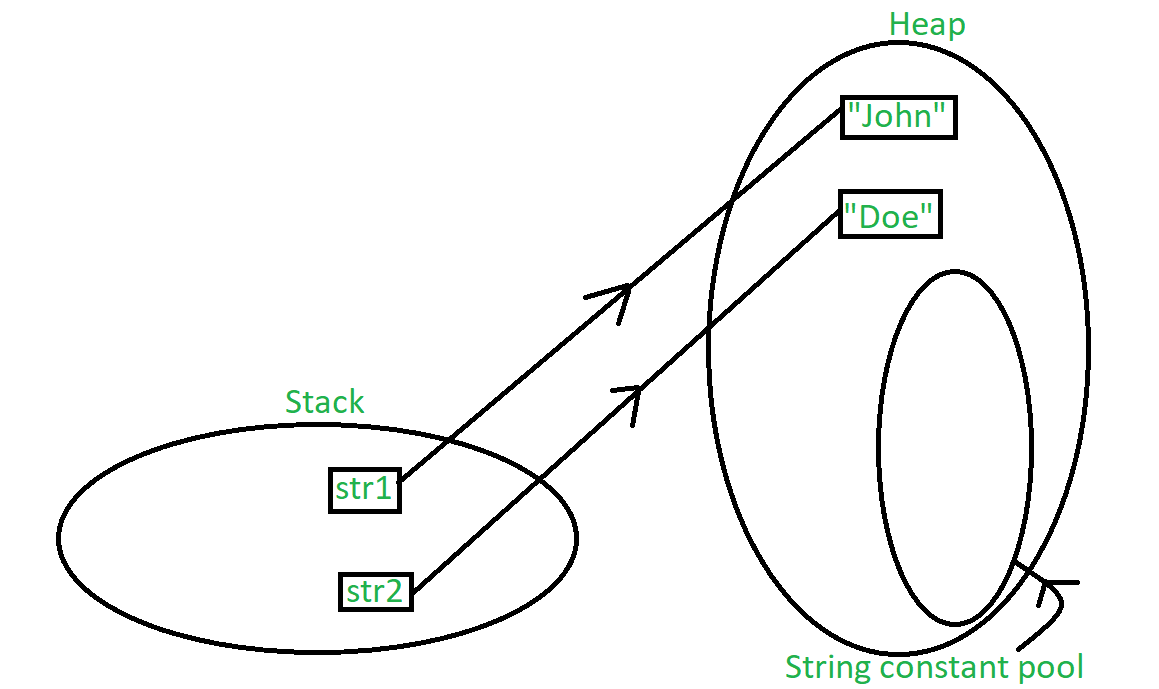 Heap
"John"
"Doe"
Stack
str1
str2
String constant pool